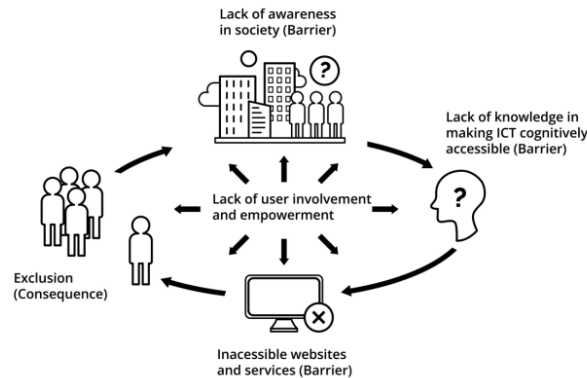 Lack of awareness
in society (Barrier)
?
Lack of knowledge in
making ICT cognitively
accessible (Barrier)
?
Lack of user involvement
and empowerment
Exclusion
(Consequence)
Inacessible websites
and services (Barrier)